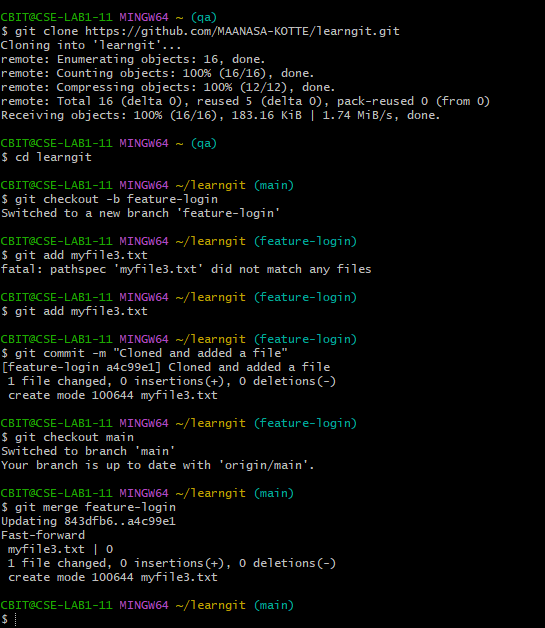 CBIT@CSE-LAB1-11 MINGW64 ~ (qa)
$ git clone https://github.com/MAANASA-KOTTE/learngit.git
Cloning into 'learngit'...
remote: Enumerating objects: 16, done.
remote: Counting objects: 100% (16/16), done.
remote: Compressing objects: 100% (12/12), done.
remote: Total 16 (delta 0), reused 5 (delta 0), pack-reused 0 (from 0)
Receiving objects: 100% (16/16), 183.16 KiB | 1.74 MiB/s, done.
CBIT@CSE-LAB1-11 MINGW64 ~ (qa)
$ cd learngit
CBIT@CSE-LAB1-11 MINGW64 ~/learngit (main)
$ git checkout -b feature-login
Switched to a new branch 'feature-login'
CBIT@CSE-LAB1-11 MINGW64 ~/learngit (feature-login)
$ git add myfile3.txt
fatal: pathspec 'myfile3.txt' did not match any files
CBIT@CSE-LAB1-11 MINGW64 ~/learngit (feature-login)
$ git add myfile3.txt
CBIT@CSE-LAB1-11 MINGW64 ~/learngit (feature-login)
$ git commit -m "Cloned and added a file"
[feature-login a4c99e1] Cloned and added a file
 1 file changed, 0 insertions(+), 0 deletions(-)
 create mode 100644 myfile3.txt
CBIT@CSE-LAB1-11 MINGW64 ~/learngit (feature-login)
$ git checkout main
Switched to branch 'main'
Your branch is up to date with 'origin/main'.
CBIT@CSE-LAB1-11 MINGW64 ~/learngit (main)
$ git merge feature-login
Updating 843dfb6..a4c99e1
Fast-forward
 myfile3.txt | 0
 1 file changed, 0 insertions(+), 0 deletions(-)
 create mode 100644 myfile3.txt
CBIT@CSE-LAB1-11 MINGW64 ~/learngit (main)
$